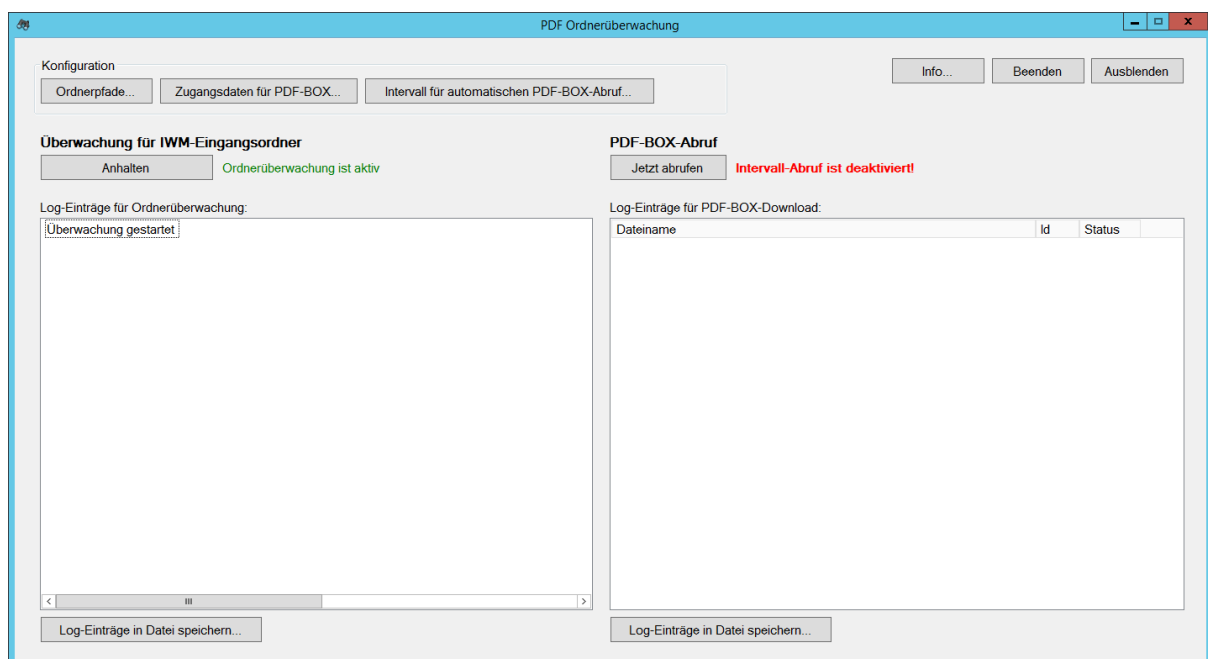 PDF Ordnerüberwachung
Konfiguration
Ordnerpfade... Zugangsdaten für PDF-BOX... Intervall für automatischen PDF-BOX-Abruf...
Info... Beenden Ausblenden
Überwachung für IWM-Eingangsordner
Anhalten Ordnerüberwachung ist aktiv
Log-Einträge für Ordnerüberwachung:
Überwachung gestartet
Log-Einträge in Datei speichern...
PDF-BOX-Abruf
Jetzt abrufen Intervall-Abruf ist deaktiviert!
Log-Einträge für PDF-BOX-Download:
Dateiname Id Status
Log-Einträge in Datei speichern...